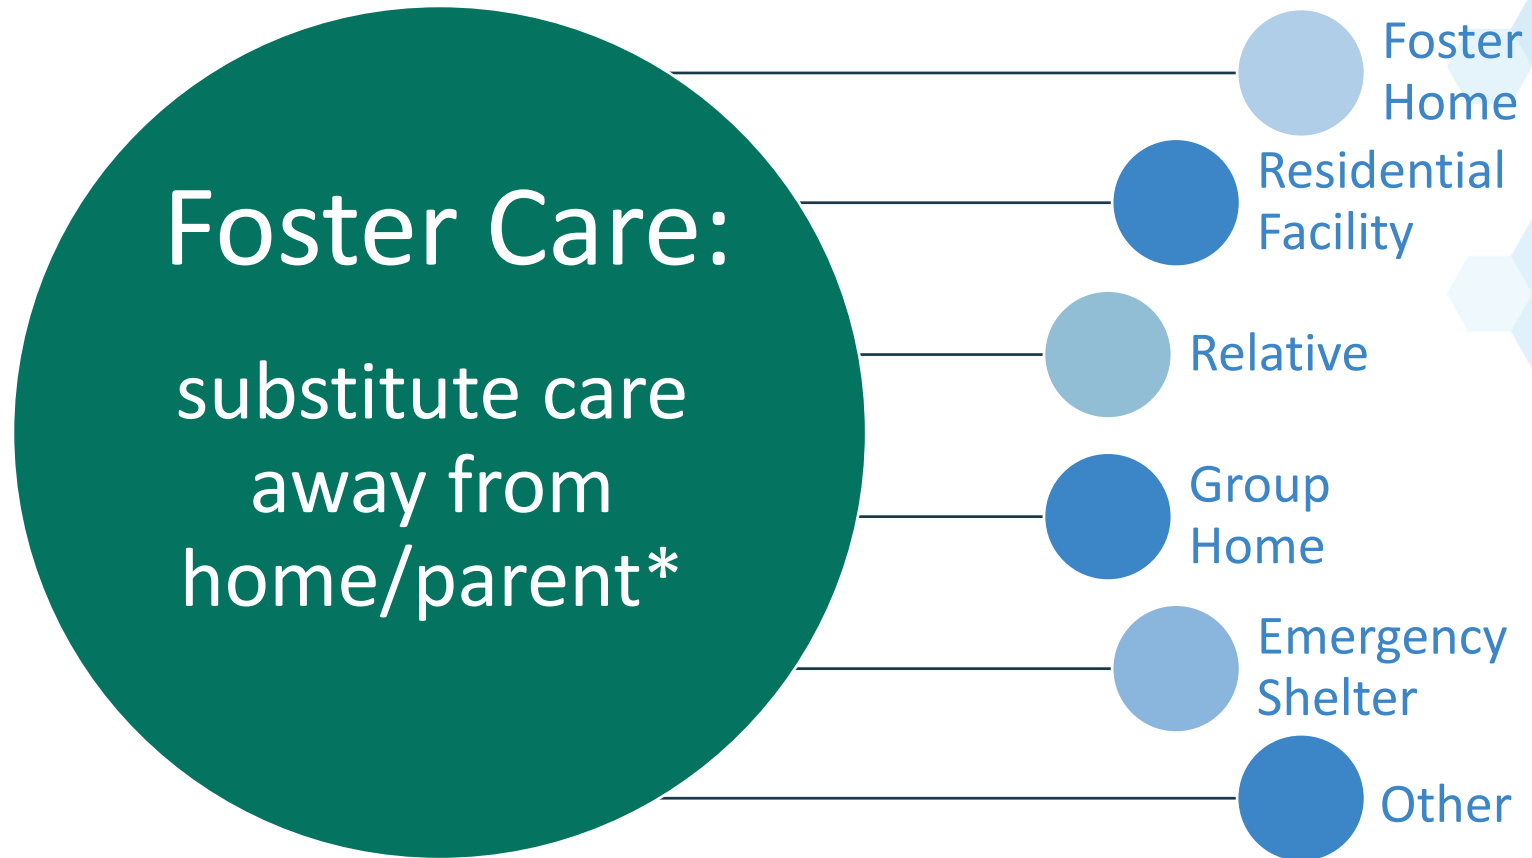 Foster Care:
substitute care
away from
home/parent*
Foster
Home
Residential
Facility
Relative
Group
Home
Emergency
Shelter
Other